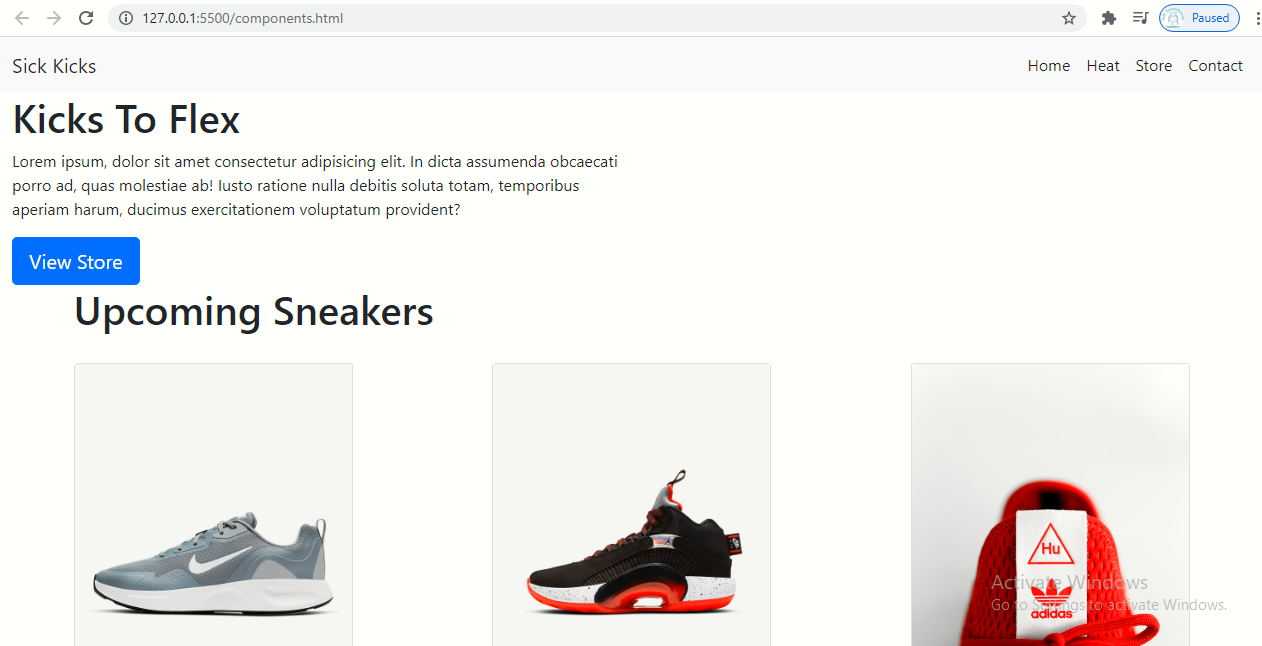 127.0.0.1:5500/components.html
Paused
Sick Kicks
Home Heat Store Contact
Kicks To Flex
Lorem ipsum, dolor sit amet consectetur adipisicing elit. In dicta assumenda obcaecati
porro ad, quas molestiae ab! Iusto ratione nulla debitis soluta totam, temporibus
aperiam harum, ducimus exercitationem voluptatum provident?
View Store
Upcoming Sneakers
Hu
adidas
Activate Windows
Go to Settings to activate Windows.